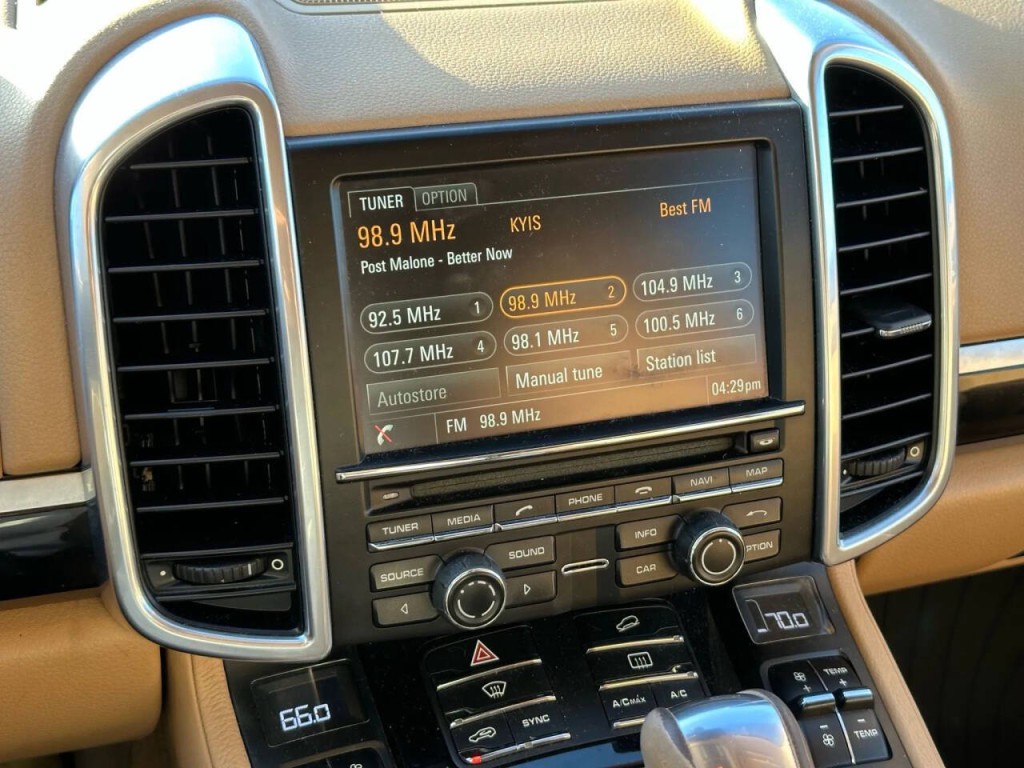 TUNER OPTION
98.9 MHz KYIS Best FM
Post Malone - Better Now
92.5 MHz 1 98.9 MHz 2 104.9 MHz 3
107.7 MHz 4 98.1 MHz 5 100.5 MHz 6
Autostore Manual tune Station list
FM 98.9 MHz 04:29pm
TUNER MEDIA PHONE NAVI MAP
SOURCE SOUND INFO
CAR OPTION
70.0
66.0
SYNC
A/C MAX A/C
TEMP
TEMP